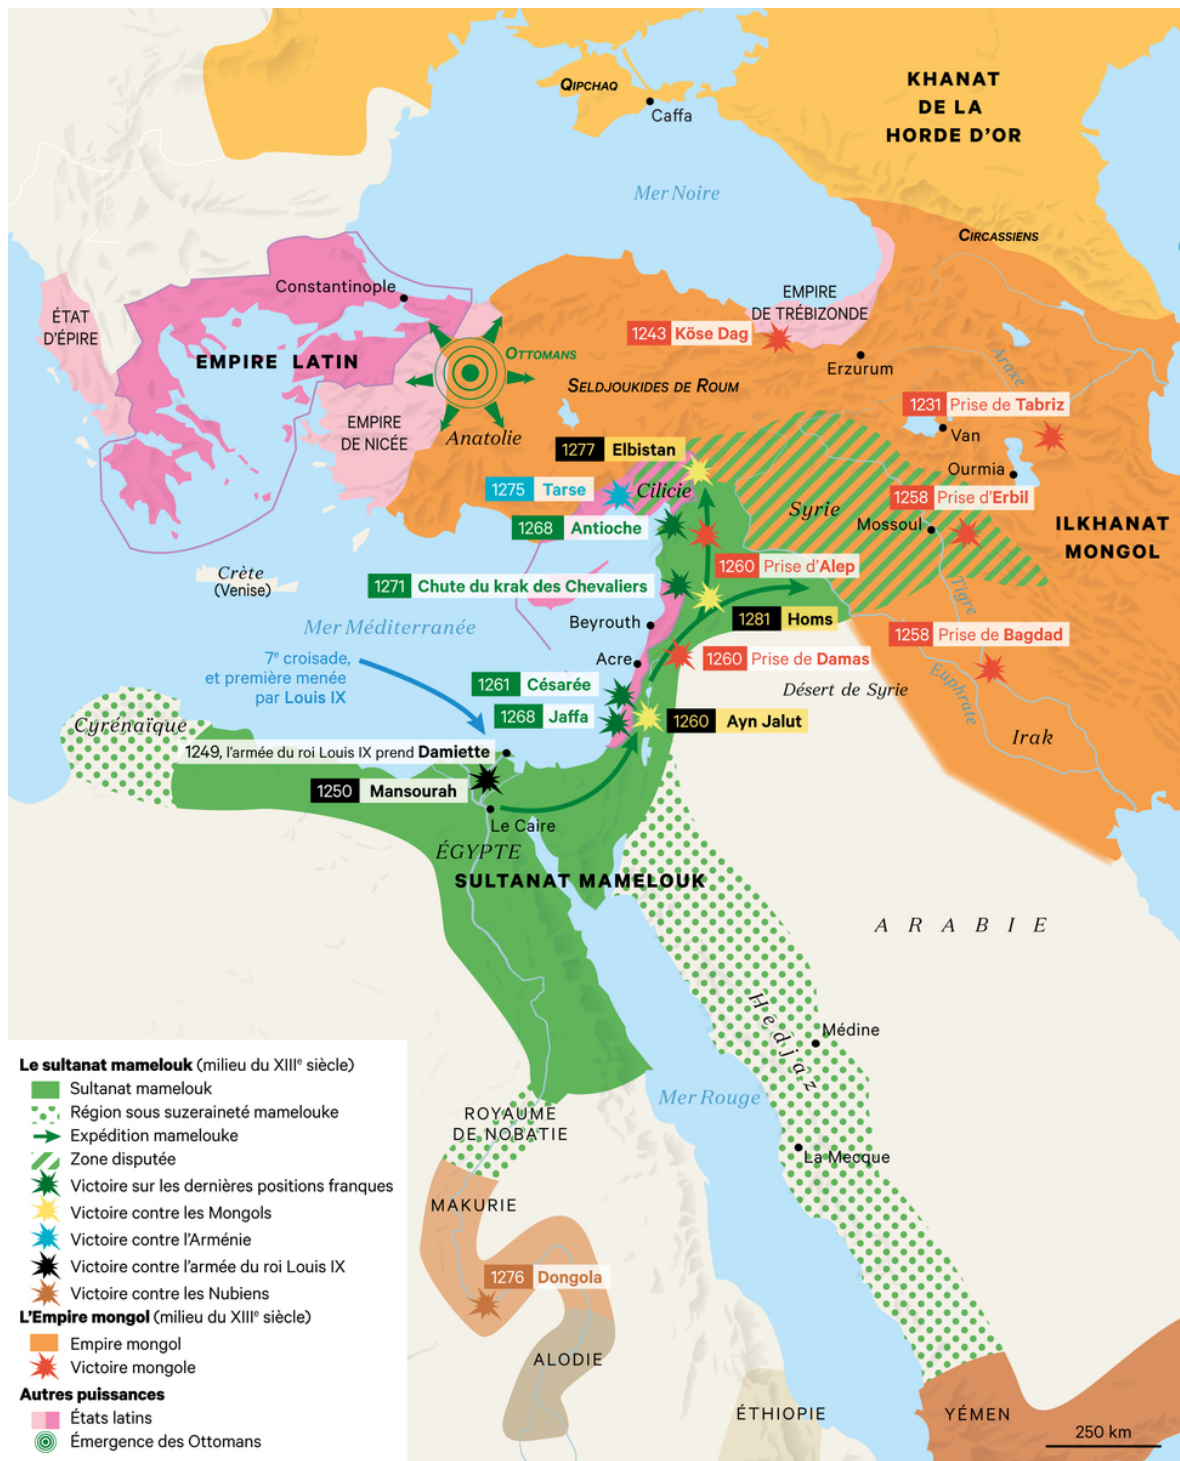 QIPCHAQ
Caffa
KHANAT
DE LA
HORDE D'OR
Mer Noire
CIRCASSIENS
Constantinople
ÉTAT
D'ÉPIRE
EMPIRE
DE TRÉBIZONDE
1243 Köse Dag
EMPIRE LATIN
OTTOMANS
Erzurum
Araxe
SELDJOUKIDES DE ROUM
1231 Prise de Tabriz
EMPIRE
DE NICÉE
Anatolie
Van
1277 Elbistan
Ourmia
1275 Tarse
Cilicie
1258 Prise d'Erbil
Syrie
1268 Antioche
Mossoul
ILKHANAT
MONGOL
1260 Prise d'Alep
Crète
(Venise)
1271 Chute du krak des Chevaliers
Tigre
1281 Homs
Beyrouth
Mer Méditerranée
1258 Prise de Bagdad
7e croisade,
et première menée
par Louis IX
Acre
1260 Prise de Damas
Euphrate
1261 Césarée
Désert de Syrie
1268 Jaffa
1260 Ayn Jalut
Cyrénaïque
Irak
1249, l'armée du roi Louis IX prend Damiette
1250 Mansourah
Le Caire
ÉGYPTE
SULTANAT MAMELOUK
ARABIE
Hedjaz
Médine
Mer Rouge
La Mecque
ROYAUME
DE NOBATIE
MAKURIE
1276 Dongola
ALODIE
ÉTHIOPIE
YÉMEN
250 km
Le sultanat mamelouk (milieu du XIIIe siècle)
Sultanat mamelouk
Région sous suzeraineté mamelouke
Expédition mamelouke
Zone disputée
Victoire sur les dernières positions franques
Victoire contre les Mongols
Victoire contre l'Arménie
Victoire contre l'armée du roi Louis IX
Victoire contre les Nubiens
L'Empire mongol (milieu du XIIIe siècle)
Empire mongol
Victoire mongole
Autres puissances
États latins
Émergence des Ottomans